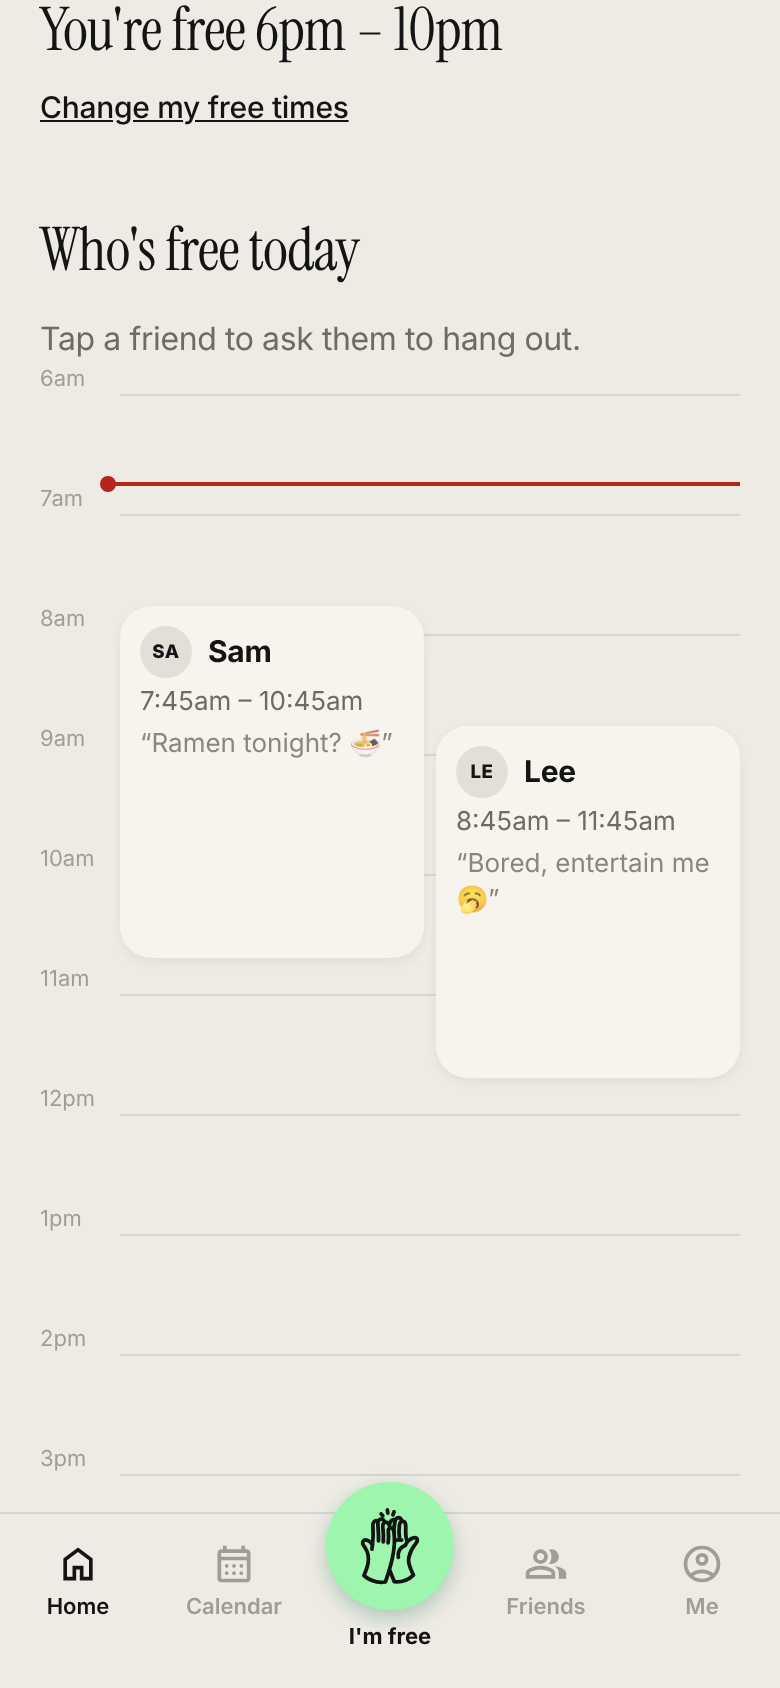 You're free 6pm – 10pm
Change my free times
Who's free today
Tap a friend to ask them to hang out.
6am
7am
8am
SA Sam
7:45am – 10:45am
9am
“Ramen tonight? 🍜”
LE Lee
8:45am – 11:45am
10am
“Bored, entertain me
🥱”
11am
12pm
1pm
2pm
3pm
Home
Calendar
I'm free
Friends
Me